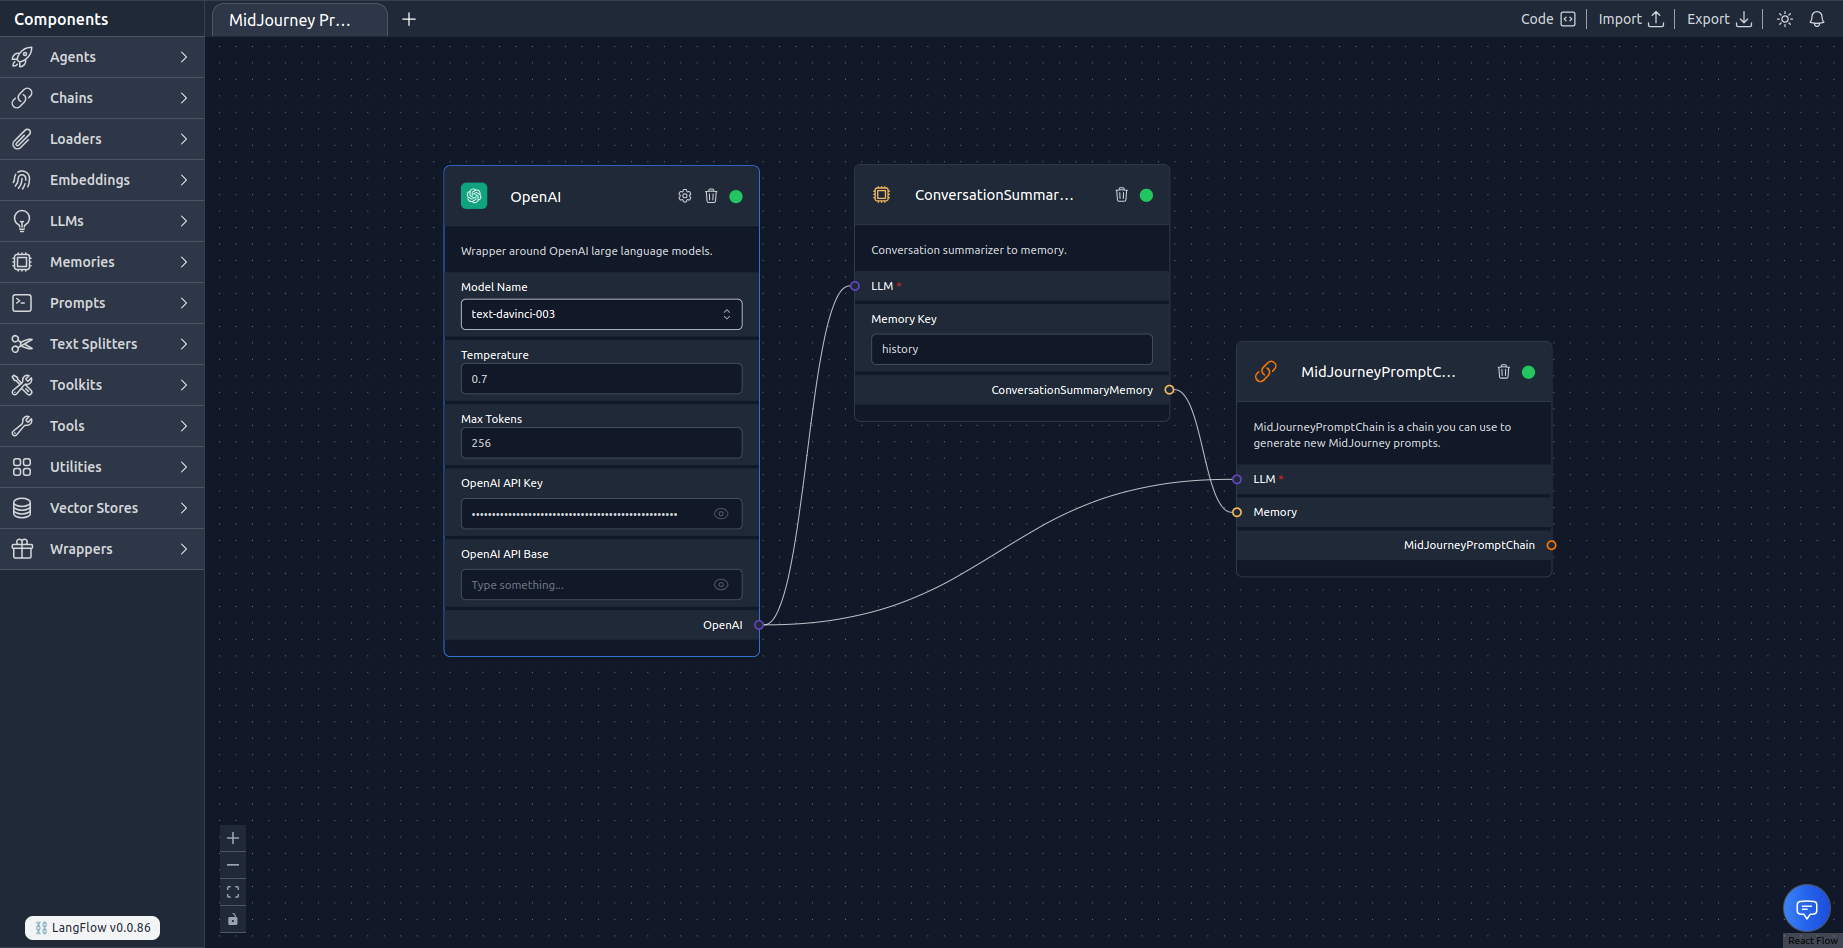 Components
MidJourney Pr...
Code
Import
Export
Agents
Chains
Loaders
Embeddings
LLMs
Memories
Prompts
Text Splitters
Toolkits
Tools
Utilities
Vector Stores
Wrappers
LangFlow v0.0.86
OpenAI
Wrapper around OpenAI large language models.
Model Name
text-davinci-003
Temperature
0.7
Max Tokens
256
OpenAI API Key
••••••••••••••••••••••••••••••••••••••••••••••••••••
OpenAI API Base
Type something...
OpenAI
ConversationSummar...
Conversation summarizer to memory.
LLM *
Memory Key
history
ConversationSummaryMemory
MidJourneyPromptC...
MidJourneyPromptChain is a chain you can use to
generate new MidJourney prompts.
LLM *
Memory
MidJourneyPromptChain
React Flow